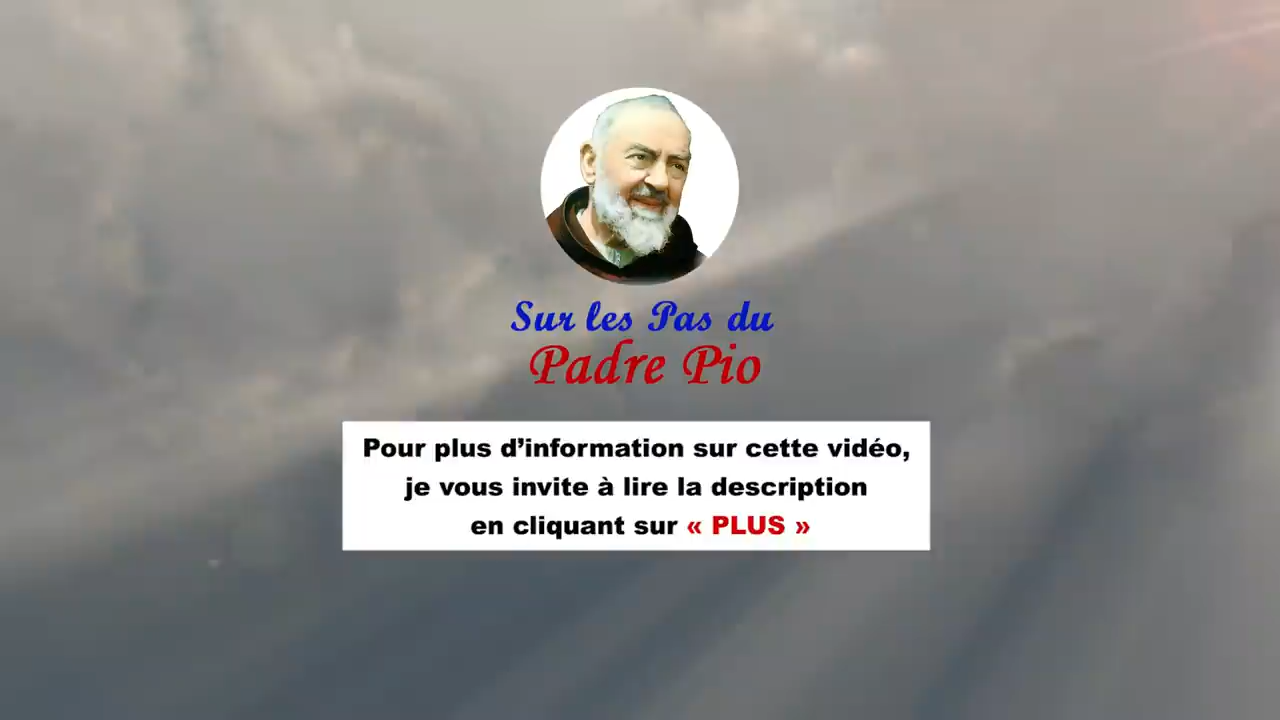 Sur les Pas du
Padre Pio
Pour plus d’information sur cette vidéo,
je vous invite à lire la description
en cliquant sur « PLUS »